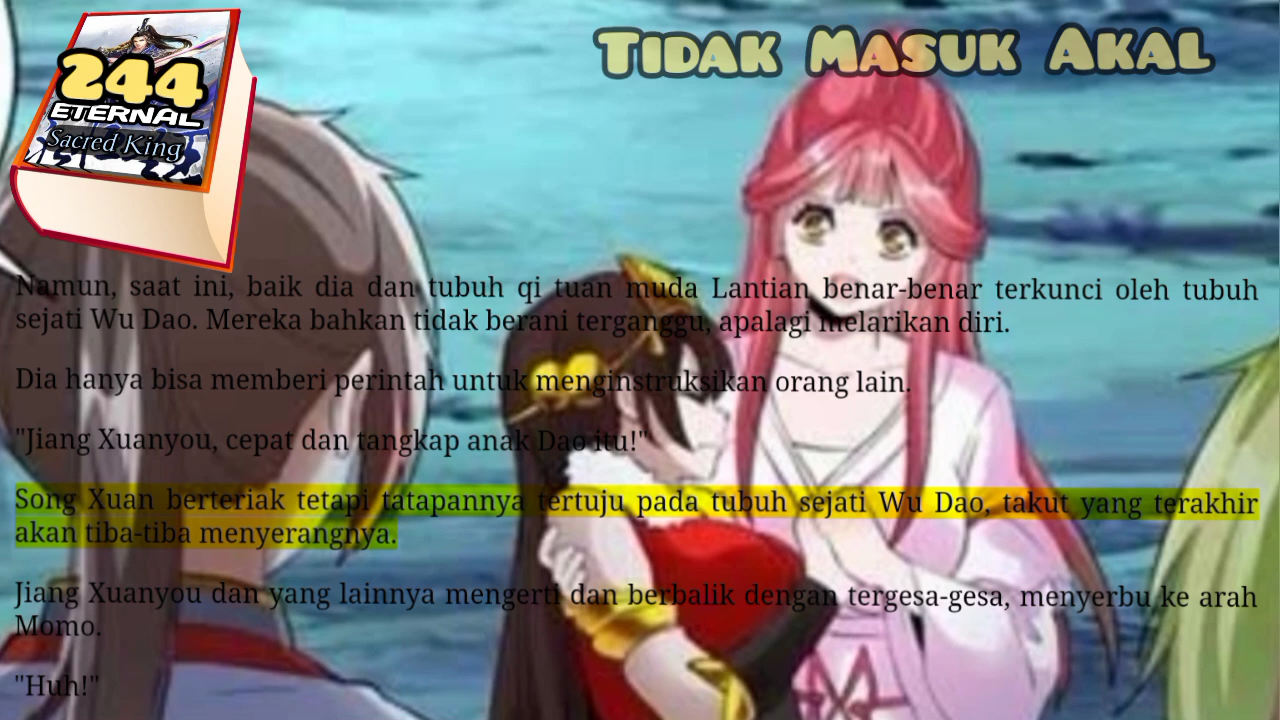 244
ETERNAL
Sacred King
TIDAK MASUK AKAL
Namun, saat ini, baik dia dan tubuh qi tuan muda Lantian benar-benar terkunci oleh tubuh
sejati Wu Dao. Mereka bahkan tidak berani terganggu, apalagi melarikan diri.
Dia hanya bisa memberi perintah untuk menginstruksikan orang lain.
"Jiang Xuanyou, cepat dan tangkap anak Dao itu!"
Song Xuan berteriak tetapi tatapannya tertuju pada tubuh sejati Wu Dao, takut yang terakhir
akan tiba-tiba menyerangnya.
Jiang Xuanyou dan yang lainnya mengerti dan berbalik dengan tergesa-gesa, menyerbu ke arah
Momo.
"Huh!"